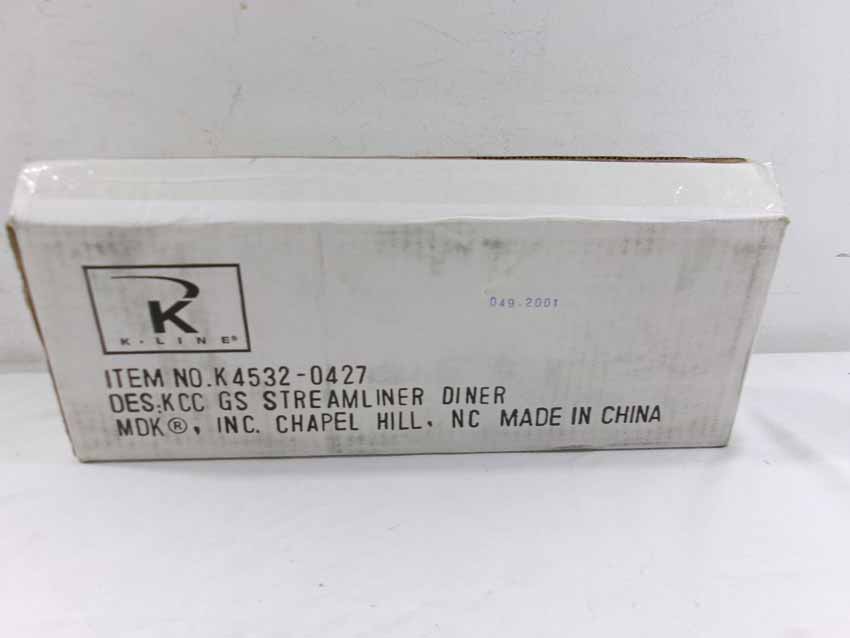 K
K-LINE®
049-2001
ITEM NO.K4532-0427
DES:KCC GS STREAMLINER DINER
MDK®, INC. CHAPEL HILL, NC MADE IN CHINA